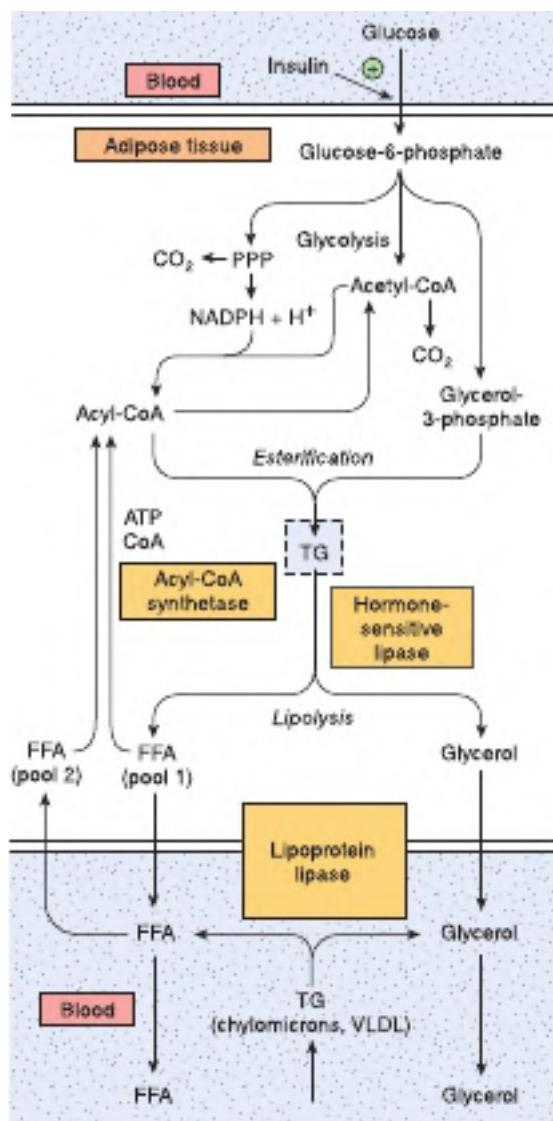 Glucose
Insulin
+
Blood
Adipose tissue
Glucose-6-phosphate
Glycolysis
CO₂
PPP
Acetyl-CoA
NADPH + H⁺
CO₂
Acyl-CoA
Glycerol-
3-phosphate
Esterification
ATP
CoA
TG
Acyl-CoA
synthetase
Hormone-
sensitive
lipase
Lipolysis
FFA
(pool 2)
FFA
(pool 1)
Glycerol
Lipoprotein
lipase
FFA
Glycerol
Blood
TG
(chylomicrons, VLDL)
FFA
Glycerol